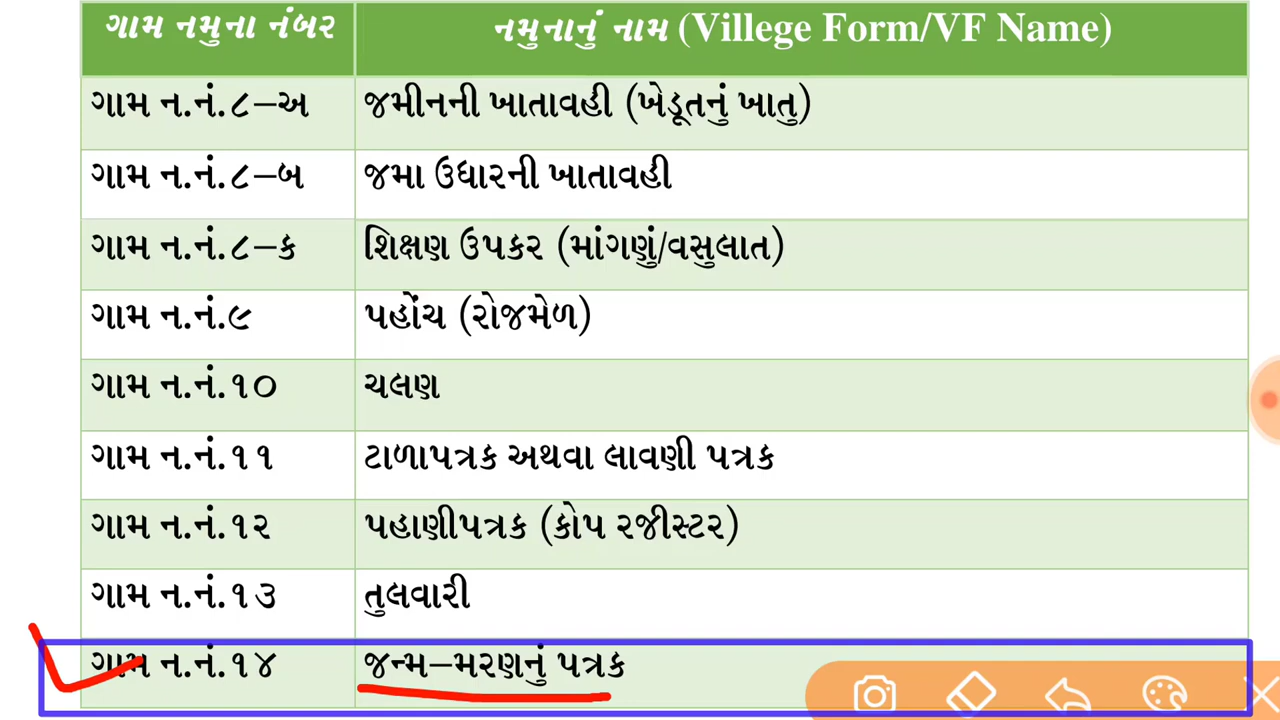 ગામ નમુના નંબર નમુનાનું નામ (Villege Form/VF Name)
ગામ ન.નં.૮–અ જમીનની ખાતાવહી (ખેડૂતનું ખાતુ)
ગામ ન.નં.૮–બ જમા ઉધારની ખાતાવહી
ગામ ન.નં.૮–ક શિક્ષણ ઉપકર (માંગણું/વસુલાત)
ગામ ન.નં.૯ પહોંચ (રોજમેળ)
ગામ ન.નં.૧૦ ચલણ
ગામ ન.નં.૧૧ ટાળાપત્રક અથવા લાવણી પત્રક
ગામ ન.નં.૧૨ પહાણીપત્રક (કોપ રજીસ્ટર)
ગામ ન.નં.૧૩ તુલવારી
ગામ ન.નં.૧૪ જન્મ–મરણનું પત્રક